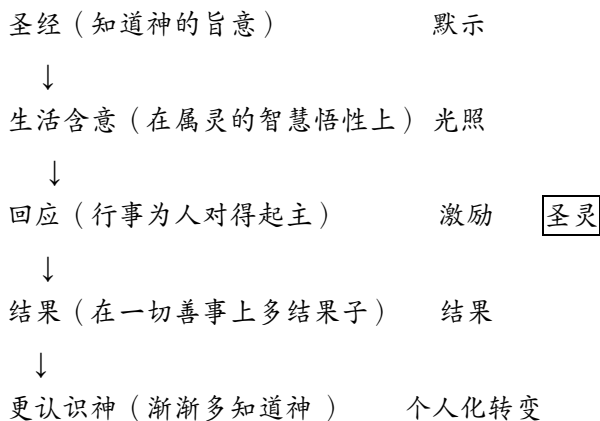 圣经（知道神的旨意） 默示
↓
生活含意（在属灵的智慧悟性上） 光照
↓
回应（行事为人对得起主） 激励 圣灵
↓
结果（在一切善事上多结果子） 结果
↓
更认识神（渐渐多知道神 ） 个人化转变